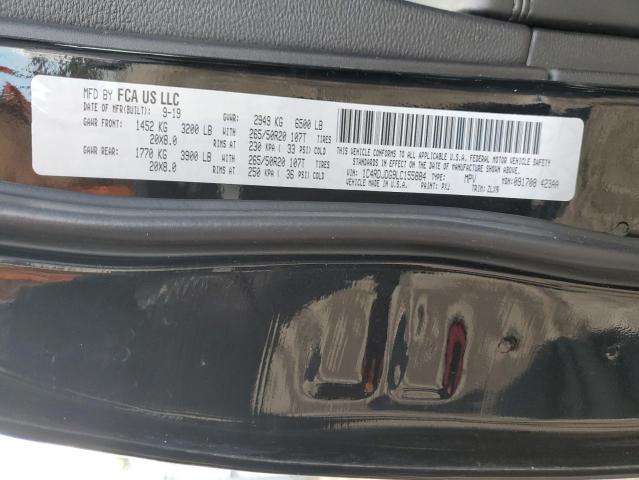 MFD BY FCA US LLC
DATE OF MFR(BUILT): 9-19 GVWR: 2949 KG 6500 LB
GAWR FRONT: 1452 KG 3200 LB WITH 265/50R20 107T TIRES
20X8.0 RIMS AT 230 KPA ( 33 PSI) COLD
GAWR REAR: 1770 KG 3900 LB WITH 265/50R20 107T TIRES
20X8.0 RIMS AT 250 KPA ( 36 PSI) COLD
THIS VEHICLE CONFORMS TO ALL APPLICABLE U.S.A. FEDERAL MOTOR VEHICLE SAFETY
STANDARDS IN EFFECT ON THE DATE OF MANUFACTURE SHOWN ABOVE.
VIN: 1C4RDJDG9LC155884 TYPE: MPV MDH: 091708 423AA
MADE IN U.S.A. PAINT: PXJ TRIM: ZLX9